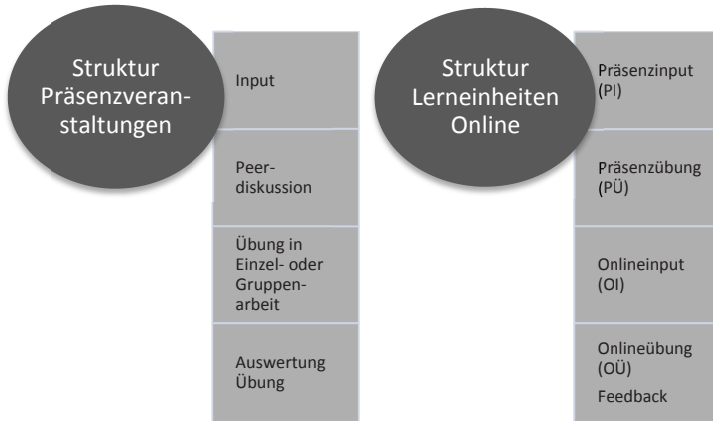 Struktur
Präsenzveran-
staltungen
Input
Peer-
diskussion
Übung in
Einzel- oder
Gruppen-
arbeit
Auswertung
Übung
Struktur
Lerneinheiten
Online
Präsenzinput
(PI)
Präsenzübung
(PÜ)
Onlineinput
(OI)
Onlineübung
(OÜ)
Feedback